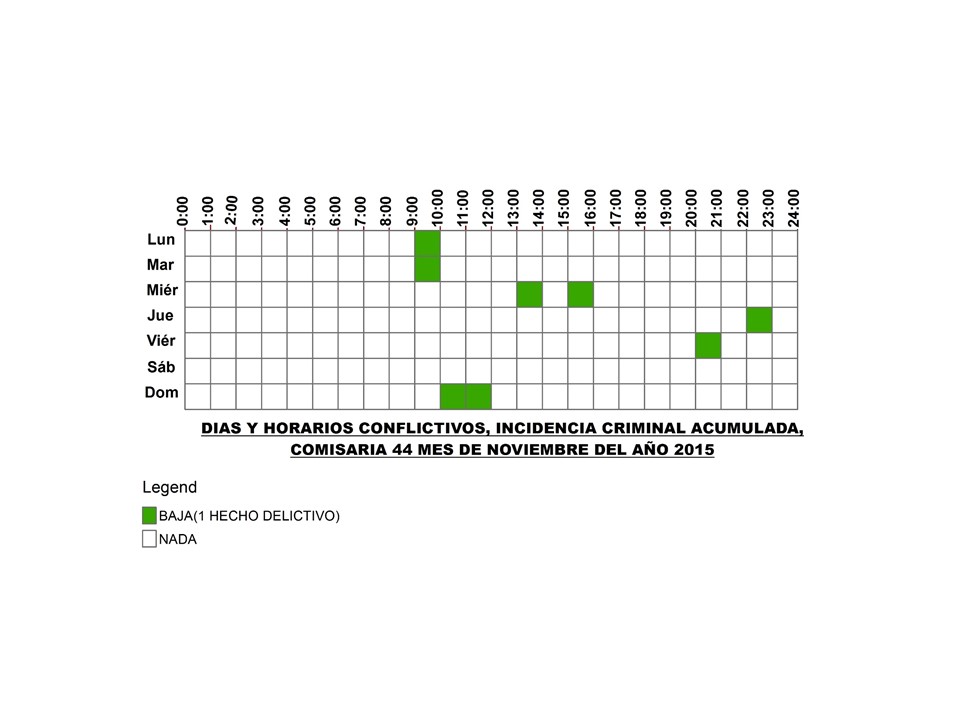 0:00 1:00 2:00 3:00 4:00 5:00 6:00 7:00 8:00 9:00 10:00 11:00 12:00 13:00 14:00 15:00 16:00 17:00 18:00 19:00 20:00 21:00 22:00 23:00 24:00
Lun
Mar
Miér
Jue
Viér
Sáb
Dom
DIAS Y HORARIOS CONFLICTIVOS, INCIDENCIA CRIMINAL ACUMULADA,
COMISARIA 44 MES DE NOVIEMBRE DEL AÑO 2015
Legend
BAJA(1 HECHO DELICTIVO)
NADA